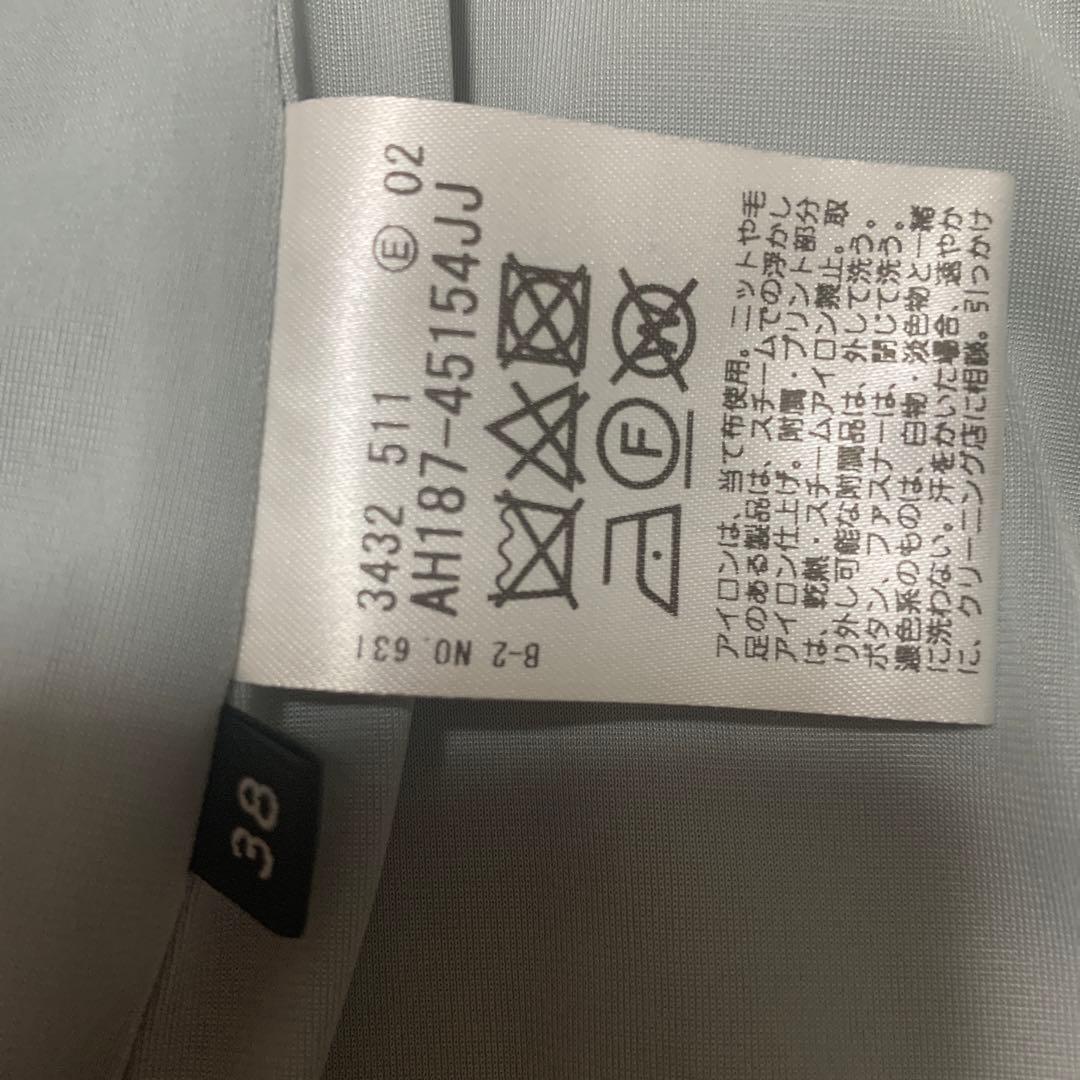 3432 511 Ⓔ 02
AH187-45154JJ
F
W
アイロンは、当て布使用。ニットや毛
足のある製品は、スチームでの浮かし
アイロン仕上げ。附属・プリント部分
は、乾熱・スチームアイロン禁止。取
り外し可能な附属品は、外して洗う。
ボタン、ファスナーは、閉じて洗う。
濃色系のものは、白物・淡色物と一緒
に洗わない。汗をかいた場合、速やか
に、クリーニング店に相談。引っかけ
B-2 NO. 631
38